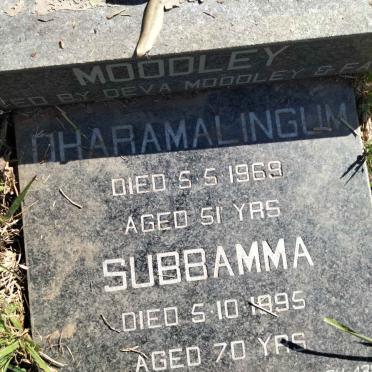 MOODLEY
ED BY DEVA MOODLEY & FA
DHARAMALINGUM
DIED 5 5 1969
AGED 51 YRS
SUBBAMMA
DIED 5·10 1995
AGED 70 YRS